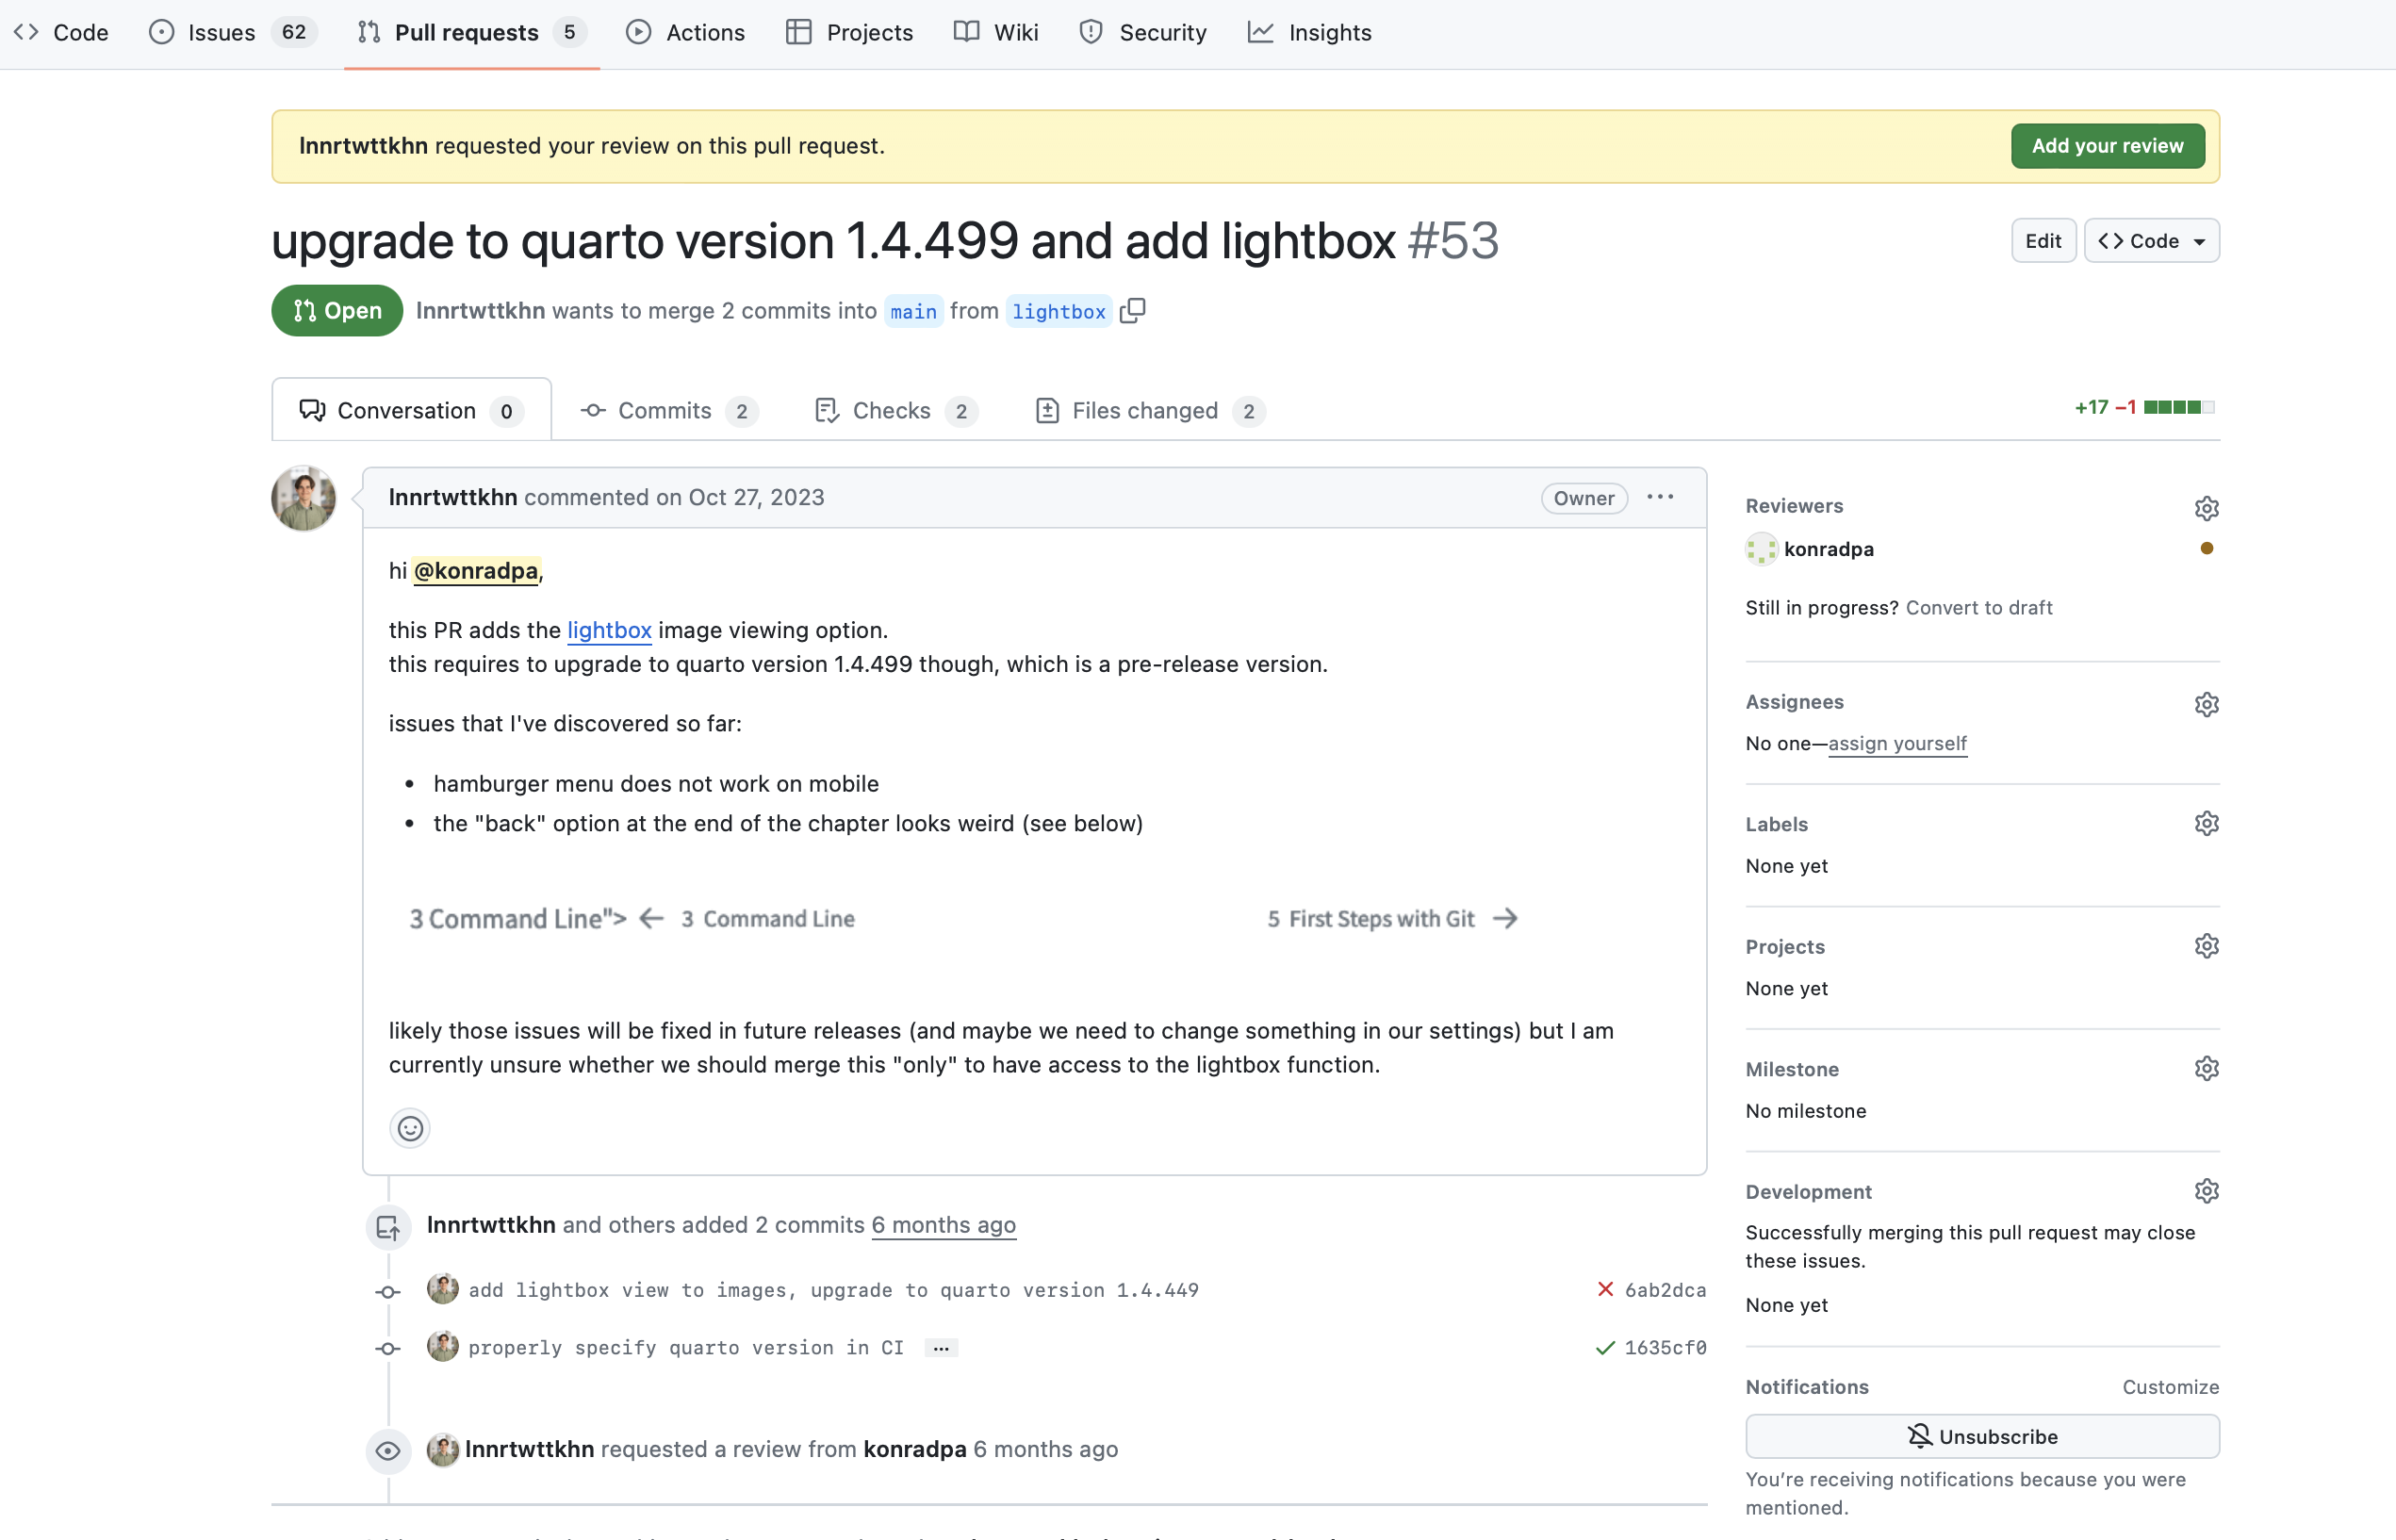 Code Issues 62 Pull requests 5 Actions Projects Wiki Security Insights
lnnrtwttkhn requested your review on this pull request. Add your review
upgrade to quarto version 1.4.499 and add lightbox #53 Edit Code
Open lnnrtwttkhn wants to merge 2 commits into main from lightbox
Conversation 0 Commits 2 Checks 2 Files changed 2 +17 −1
lnnrtwttkhn commented on Oct 27, 2023 Owner ...
hi @konradpa,
this PR adds the lightbox image viewing option.
this requires to upgrade to quarto version 1.4.499 though, which is a pre-release version.
issues that I've discovered so far:
• hamburger menu does not work on mobile
• the "back" option at the end of the chapter looks weird (see below)
3 Command Line"> ← 3 Command Line 5 First Steps with Git →
likely those issues will be fixed in future releases (and maybe we need to change something in our settings) but I am
currently unsure whether we should merge this "only" to have access to the lightbox function.
lnnrtwttkhn and others added 2 commits 6 months ago
add lightbox view to images, upgrade to quarto version 1.4.449 6ab2dca
properly specify quarto version in CI ... 1635cf0
lnnrtwttkhn requested a review from konradpa 6 months ago
Reviewers
konradpa
Still in progress? Convert to draft
Assignees
No one—assign yourself
Labels
None yet
Projects
None yet
Milestone
No milestone
Development
Successfully merging this pull request may close
these issues.
None yet
Notifications Customize
Unsubscribe
You're receiving notifications because you were
mentioned.